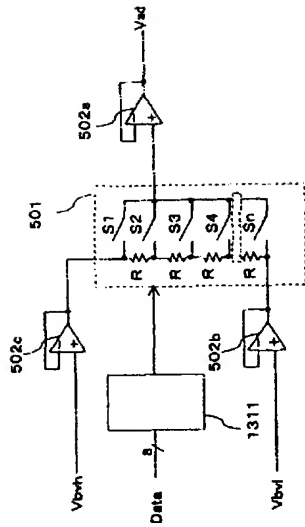 501
502c
502a
Vbvh
Vad
S1
S2
S3
S4
Sn
R
R
R
R
8
Data
502b
Vbvl
1311